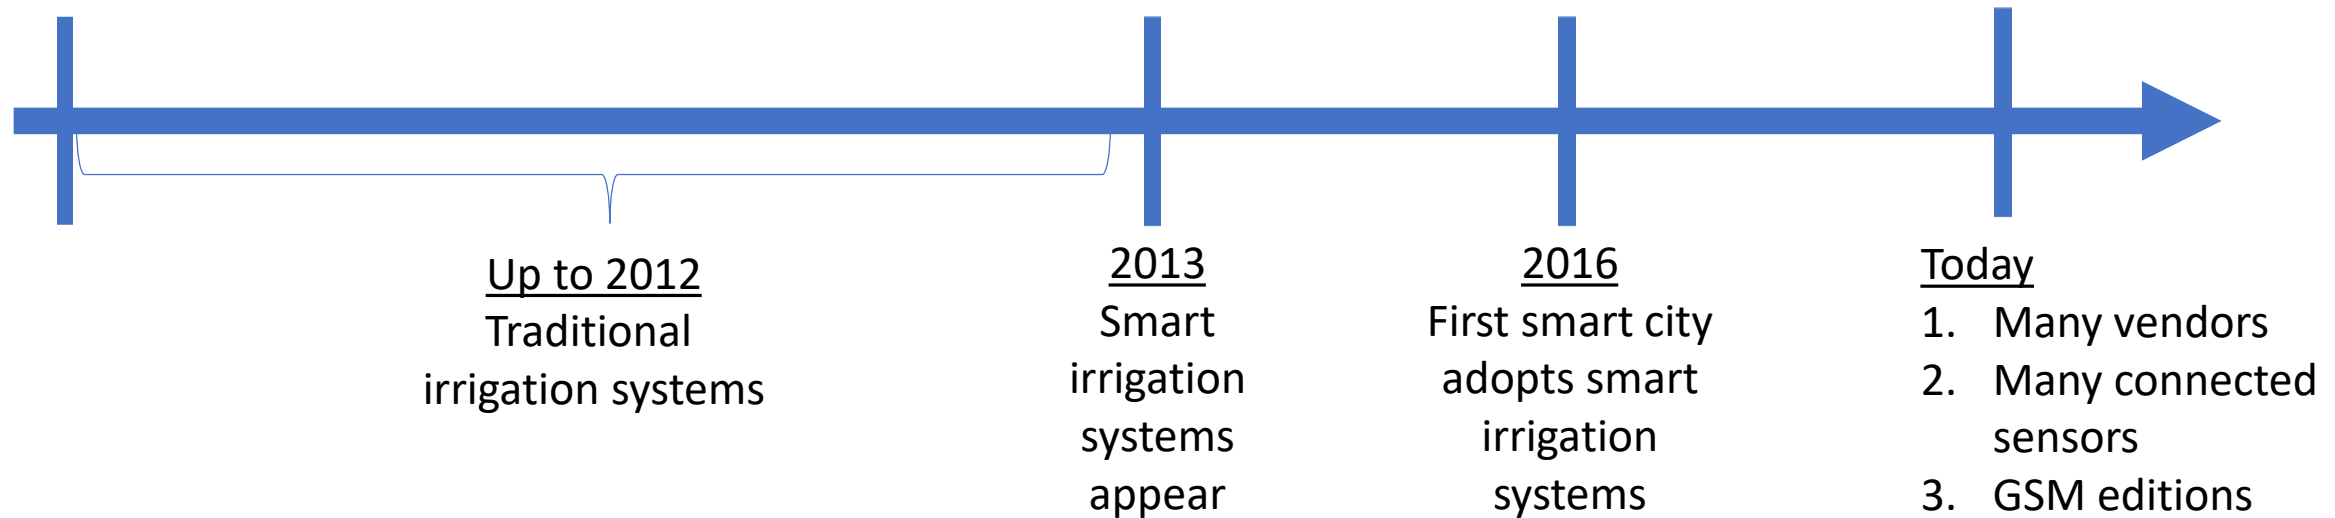 Up to 2012
Traditional
irrigation systems
2013
Smart
irrigation
systems
appear
2016
First smart city
adopts smart
irrigation
systems
Today
1. Many vendors
2. Many connected
sensors
3. GSM editions